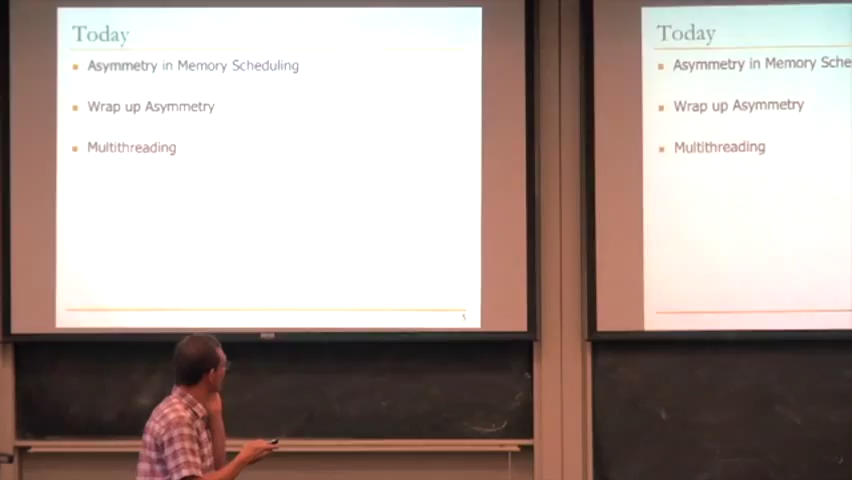 Today
Asymmetry in Memory Scheduling
Wrap up Asymmetry
Multithreading
Today
Asymmetry in Memory Sche
Wrap up Asymmetry
Multithreading